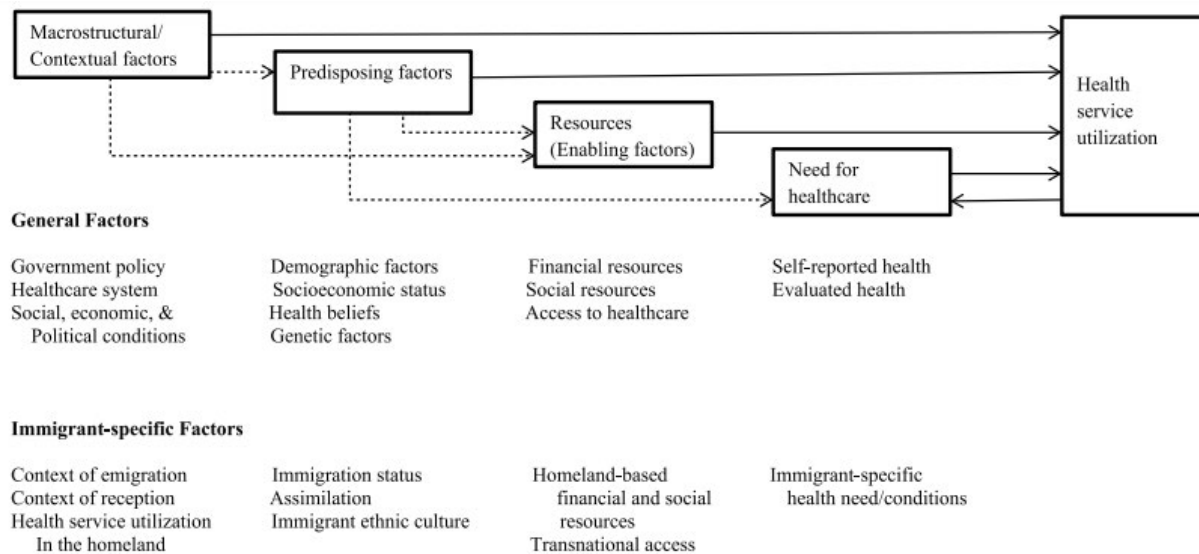 Macrostructural/
Contextual factors
Predisposing factors
Resources
(Enabling factors)
Need for
healthcare
Health
service
utilization
General Factors
Government policy
Healthcare system
Social, economic, &
Political conditions
Demographic factors
Socioeconomic status
Health beliefs
Genetic factors
Financial resources
Social resources
Access to healthcare
Self-reported health
Evaluated health
Immigrant-specific Factors
Context of emigration
Context of reception
Health service utilization
In the homeland
Immigration status
Assimilation
Immigrant ethnic culture
Homeland-based
financial and social
resources
Transnational access
Immigrant-specific
health need/conditions